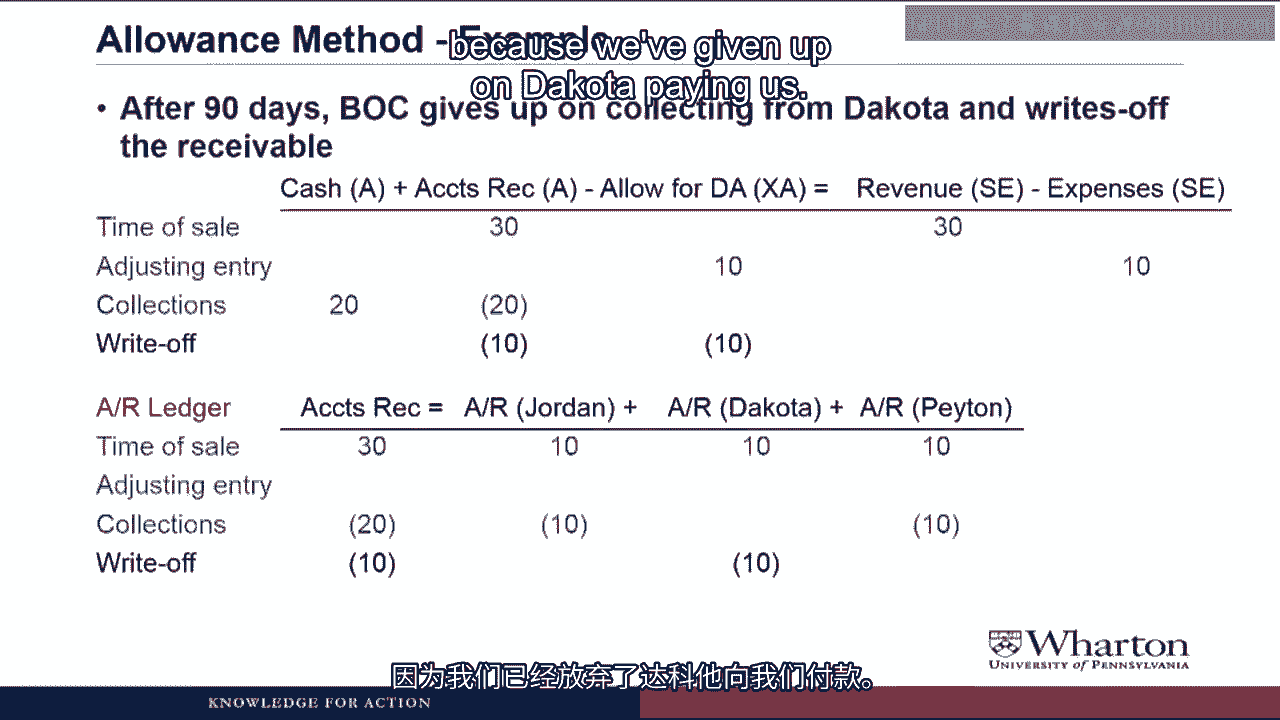 Allowance Method - Example
because we've given up
on Dakota paying us.
• After 90 days, BOC gives up on collecting from Dakota and writes-off
the receivable
Cash (A) + Accts Rec (A) - Allow for DA (XA) = Revenue (SE) - Expenses (SE)
Time of sale 30 30
Adjusting entry 10 10
Collections 20 (20)
Write-off (10) (10)
A/R Ledger Accts Rec = A/R (Jordan) + A/R (Dakota) + A/R (Peyton)
Time of sale 30 10 10 10
Adjusting entry
Collections (20) (10) (10)
Write-off (10) (10)
Wharton
UNIVERSITY of PENNSYLVANIA
因为我们已经放弃了达科他向我们付款。
KNOWLEDGE FOR ACTION